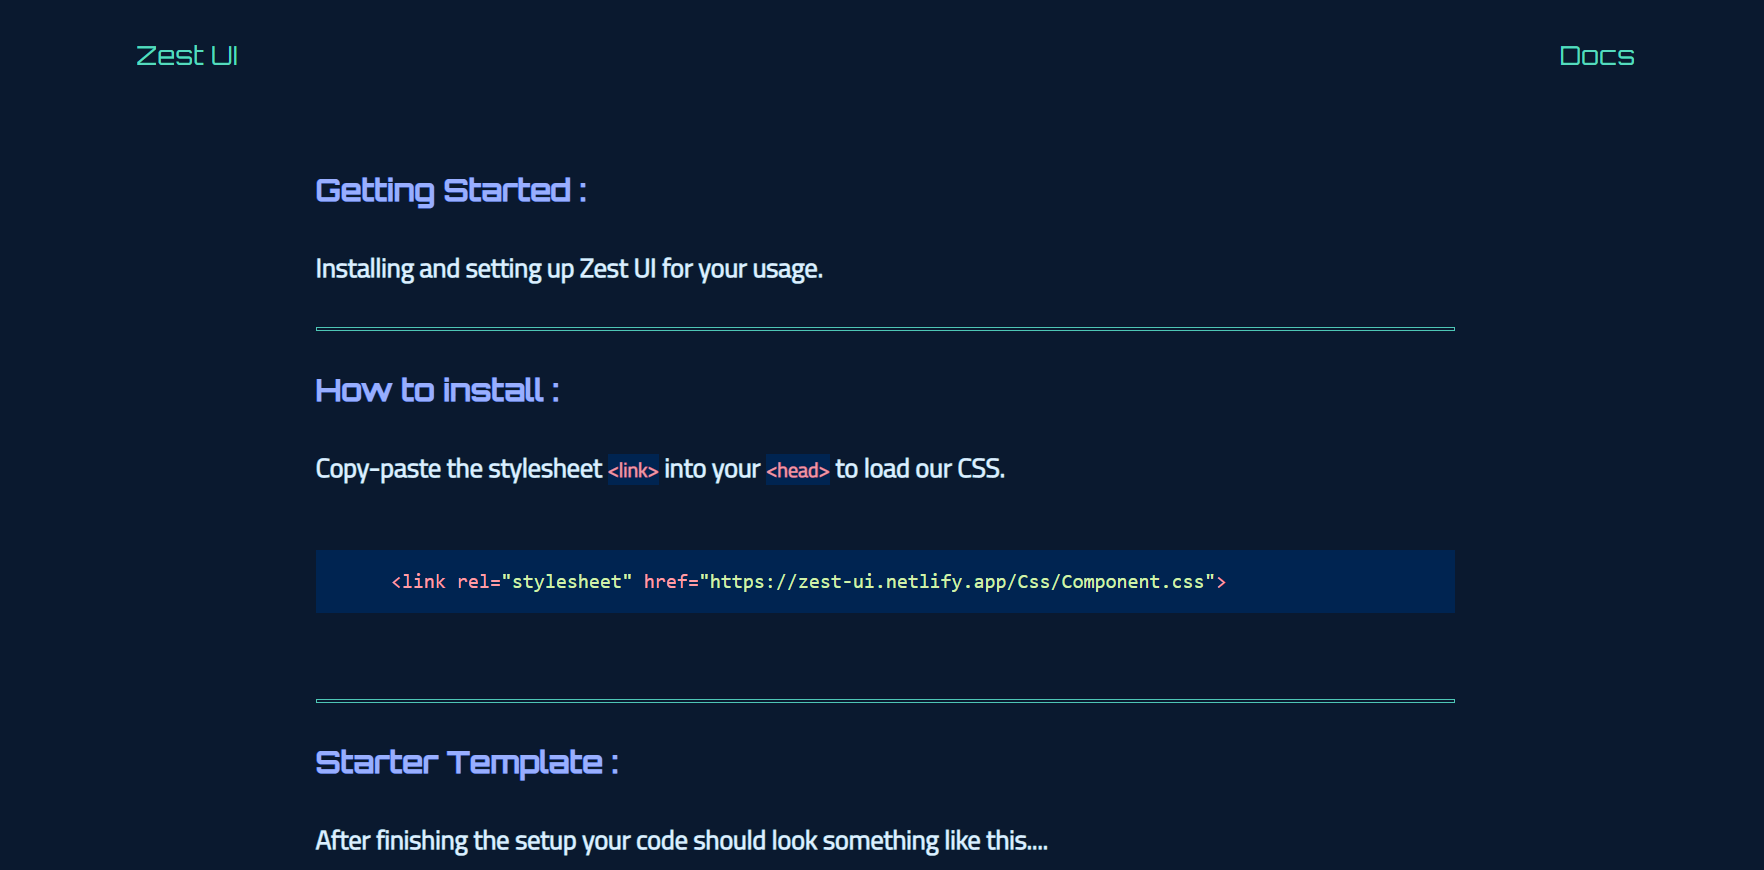 Zest UI
Docs
Getting Started :
Installing and setting up Zest UI for your usage.
How to install :
Copy-paste the stylesheet <link> into your <head> to load our CSS.
<link rel="stylesheet" href="https://zest-ui.netlify.app/Css/Component.css">
Starter Template :
After finishing the setup your code should look something like this....